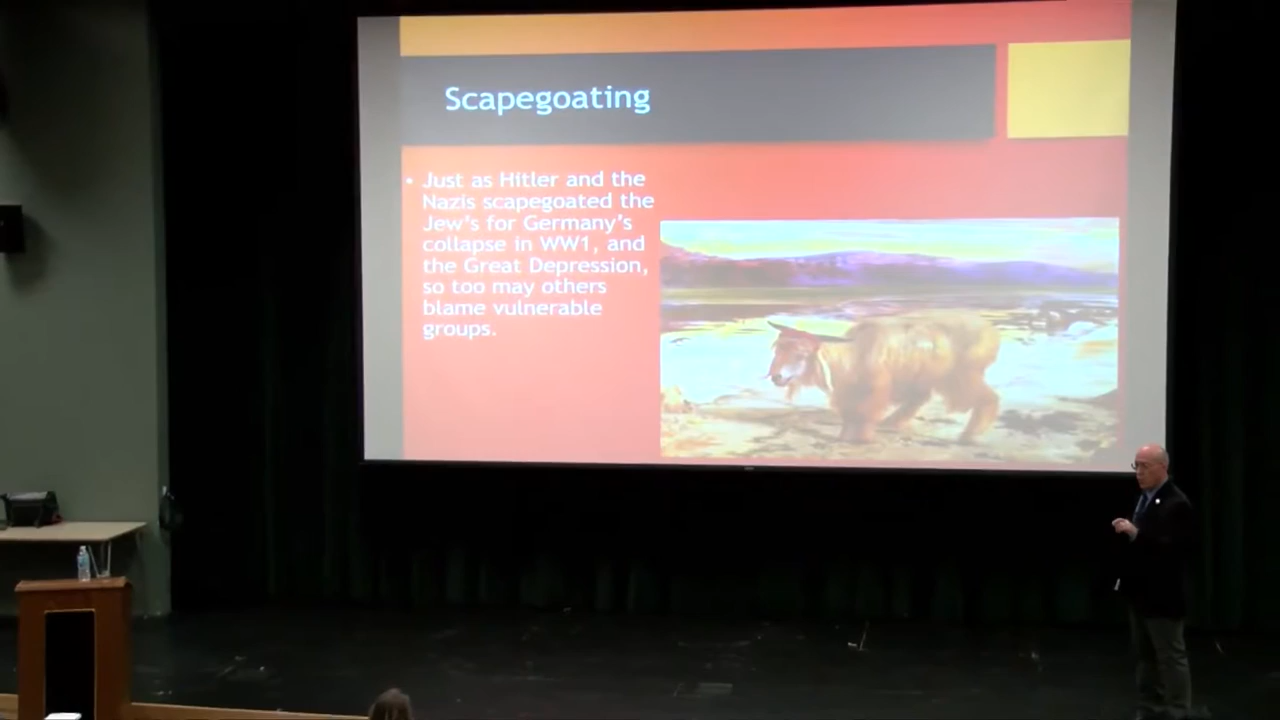 Scapegoating
• Just as Hitler and the
Nazis scapegoated the
Jew's for Germany's
collapse in WW1, and
the Great Depression,
so too may others
blame vulnerable
groups.